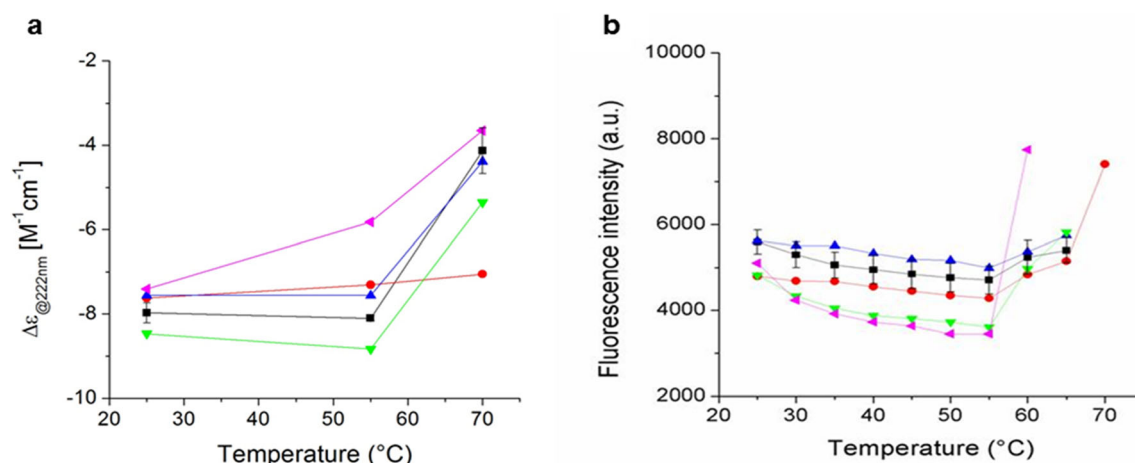 a
b
-2
-4
-6
-8
-10
Δε@222nm [M⁻¹cm⁻¹]
20 30 40 50 60 70
Temperature (°C)
10000
8000
6000
4000
2000
Fluorescence intensity (a.u.)
20 30 40 50 60 70
Temperature (°C)